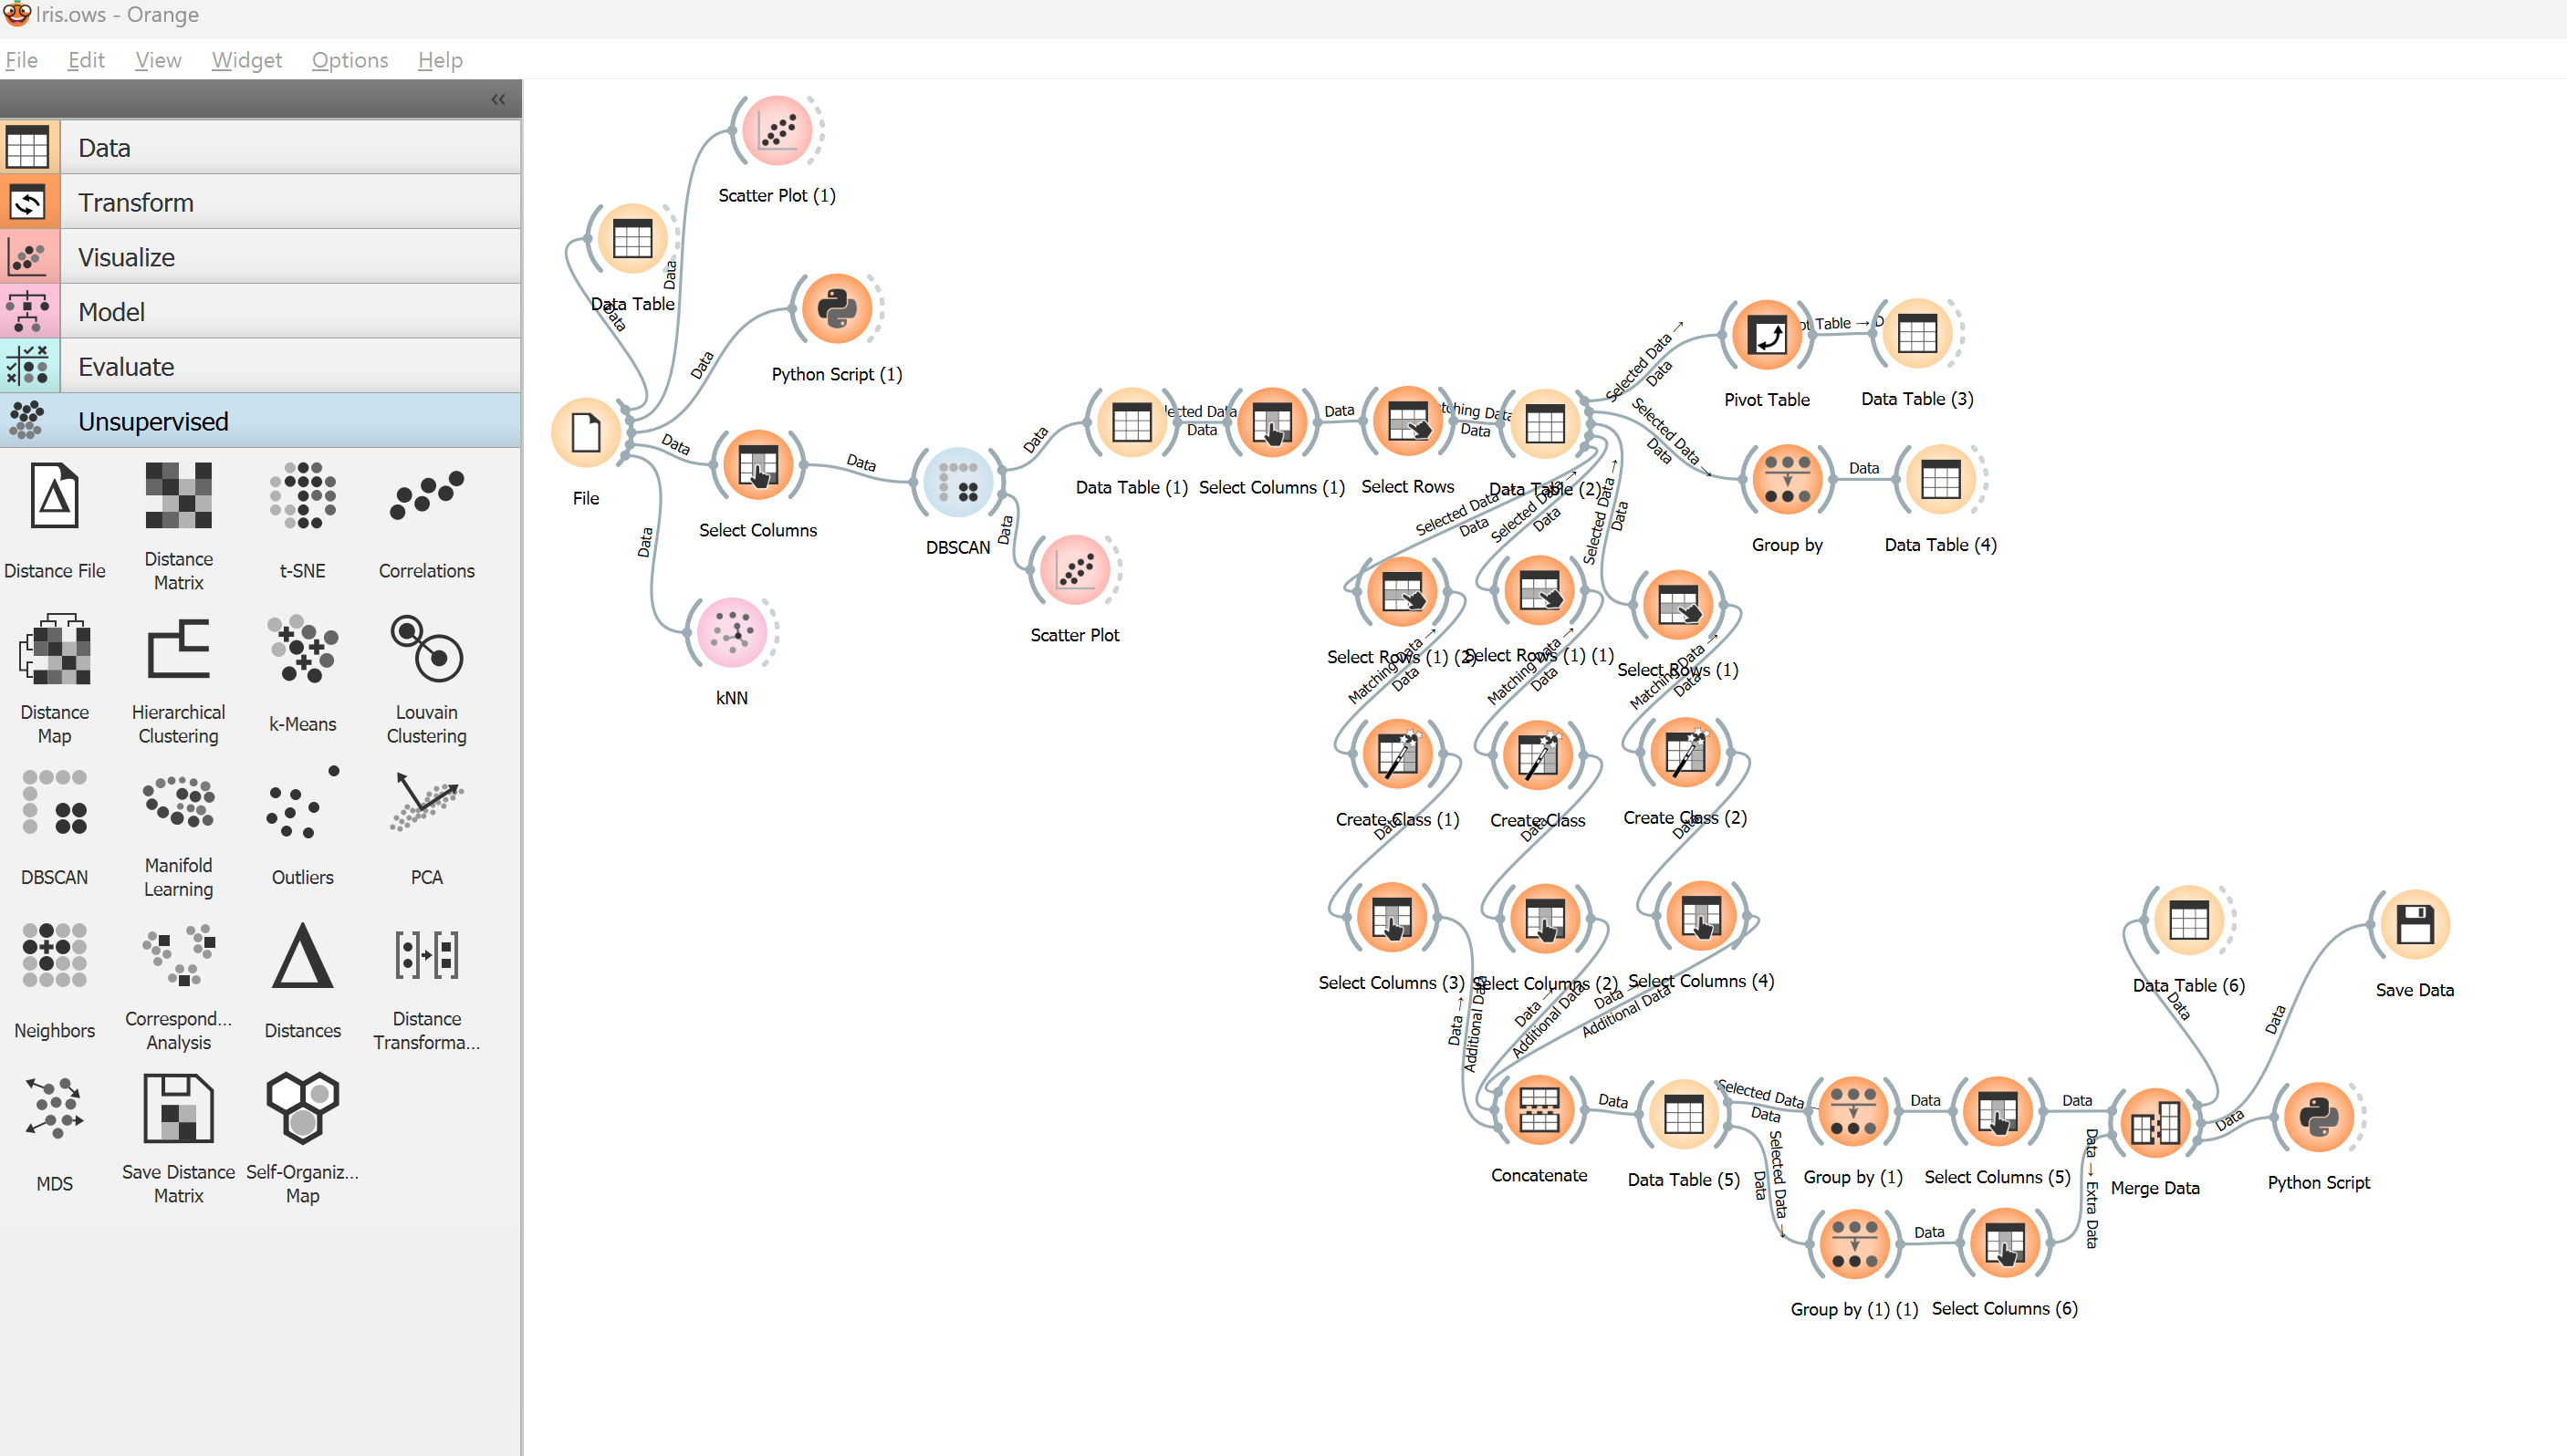 Iris.ows - Orange
File Edit View Widget Options Help
Data
Transform
Visualize
Model
Evaluate
Unsupervised
Distance File
Distance
Matrix
t-SNE
Correlations
Distance
Map
Hierarchical
Clustering
k-Means
Louvain
Clustering
DBSCAN
Manifold
Learning
Outliers
PCA
Neighbors
Correspond...
Analysis
Distances
Distance
Transforma...
MDS
Save Distance
Matrix
Self-Organiz...
Map
Scatter Plot (1)
Data
Data Table
Data
Python Script (1)
Data
File
Data
Select Columns
Data
kNN
Data
DBSCAN
Data
Data
Scatter Plot
Data Table (1)
lected Data
Data
Select Columns (1)
Data
Select Rows
tching Data
Data
Data Table (2)
Selected Data →
Data
Pivot Table
ot Table → D
Data Table (3)
Selected Data →
Data
Group by
Data
Data Table (4)
Selected Data →
Data
Selected Data →
Data
Selected Data →
Data
Select Rows (1) (2)
Select Rows (1) (1)
Select Rows (1)
Matching Data →
Data
Matching Data →
Data
Matching Data →
Data
Create Class (1)
Create Class
Create Class (2)
Data
Data
Data
Select Columns (3)
Select Columns (2)
Select Columns (4)
Data →
Additional Data
Data →
Additional Data
Data →
Additional Data
Concatenate
Data
Data Table (5)
Selected Data →
Data
Group by (1)
Data
Select Columns (5)
Data
Selected Data →
Data
Group by (1) (1)
Data
Select Columns (6)
Data → Extra Data
Merge Data
Data
Data Table (6)
Data
Save Data
Data
Python Script